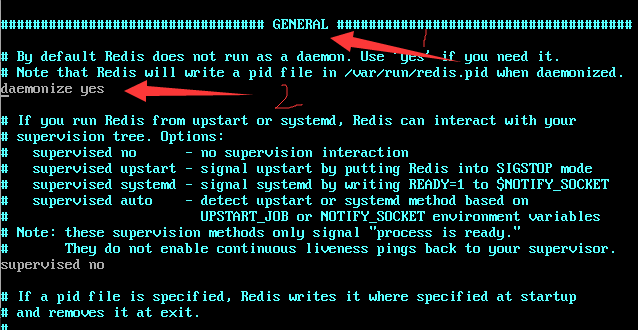 ################################# GENERAL #####################################
# By default Redis does not run as a daemon. Use 'yes' if you need it.
# Note that Redis will write a pid file in /var/run/redis.pid when daemonized.
daemonize yes
# If you run Redis from upstart or systemd, Redis can interact with your
# supervision tree. Options:
#   supervised no      - no supervision interaction
#   supervised upstart - signal upstart by putting Redis into SIGSTOP mode
#   supervised systemd - signal systemd by writing READY=1 to $NOTIFY_SOCKET
#   supervised auto    - detect upstart or systemd method based on
#                        UPSTART_JOB or NOTIFY_SOCKET environment variables
# Note: these supervision methods only signal "process is ready."
#       They do not enable continuous liveness pings back to your supervisor.
supervised no
# If a pid file is specified, Redis writes it where specified at startup
# and removes it at exit.
#
1
2